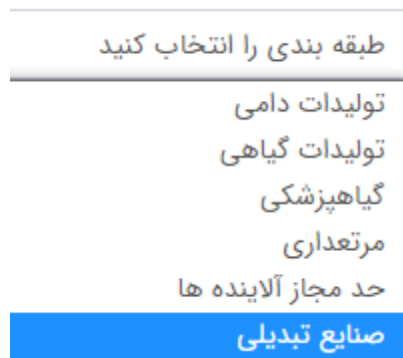 طبقه بندی را انتخاب کنید
تولیدات دامی
تولیدات گیاهی
گیاهپزشکی
مرتعداری
حد مجاز آلاینده ها
صنایع تبدیلی